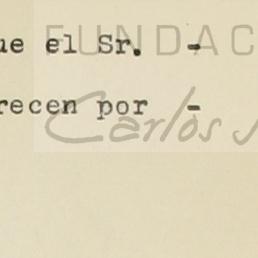 ue el Sr. -
recen por -
FUNDAC
Carlos